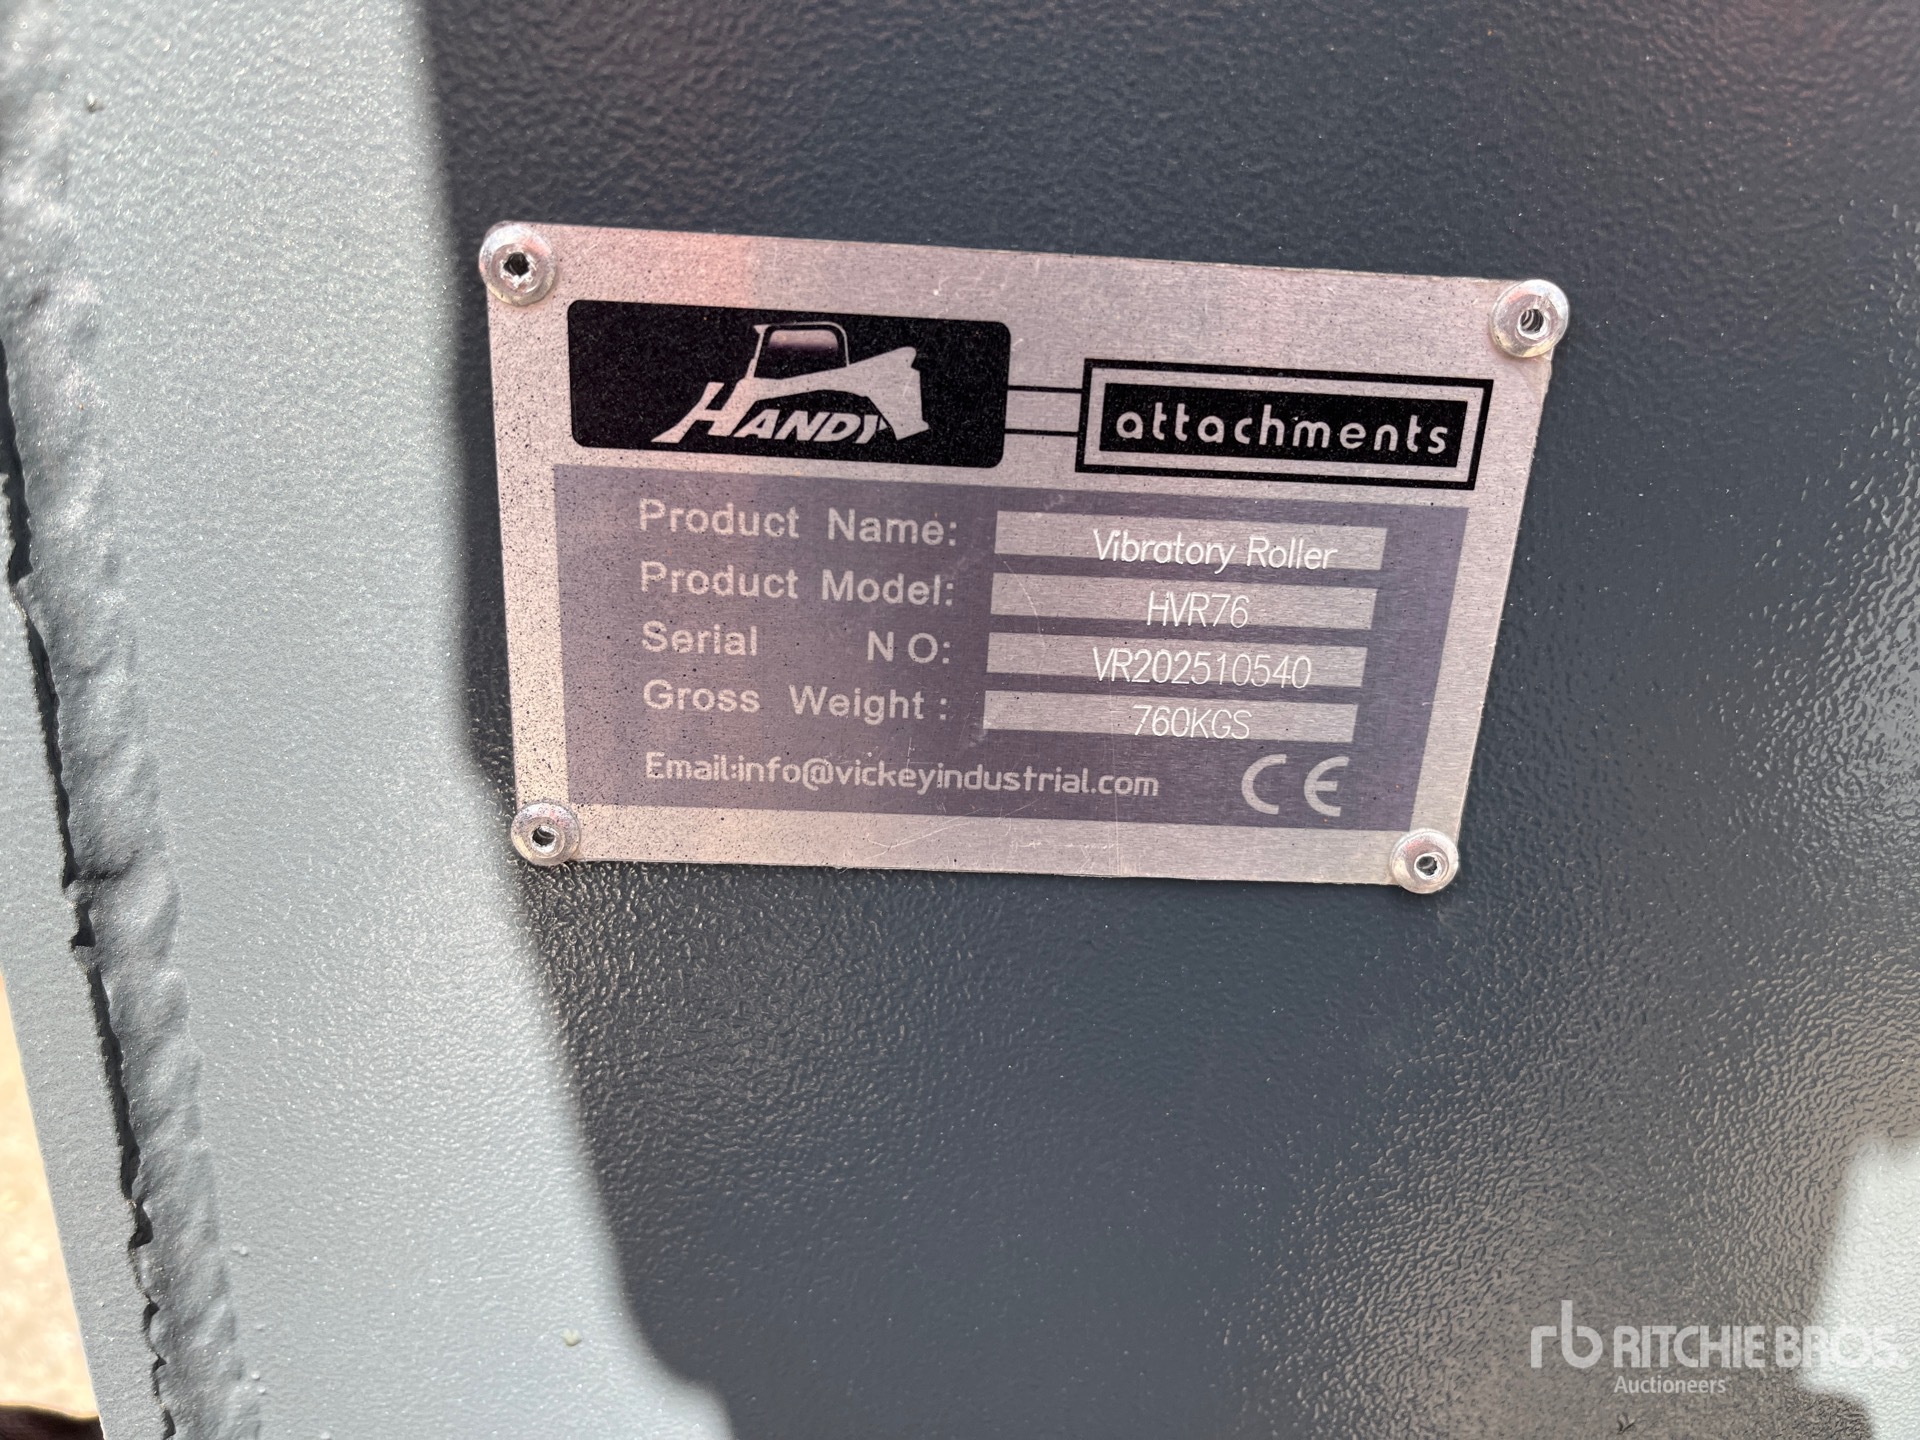 HANDY
attachments
Product Name: Vibratory Roller
Product Model: HVR76
Serial NO: VR202510540
Gross Weight: 760KGS
Email:info@vickeyindustrial.com CE
rb RITCHIE BROS.
Auctioneers